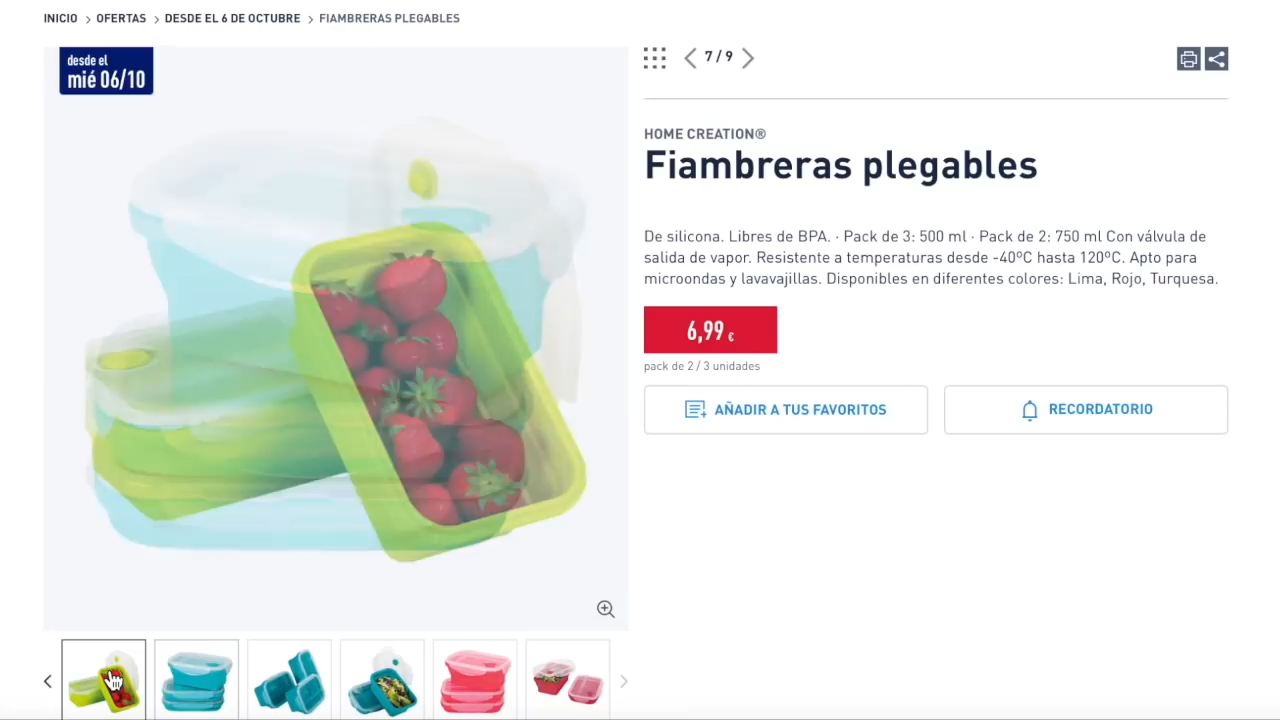 INICIO > OFERTAS > DESDE EL 6 DE OCTUBRE > FIAMBRERAS PLEGABLES
desde el
mié 06/10
7 / 9
HOME CREATION®
Fiambreras plegables
De silicona. Libres de BPA. · Pack de 3: 500 ml · Pack de 2: 750 ml Con válvula de
salida de vapor. Resistente a temperaturas desde -40ºC hasta 120ºC. Apto para
microondas y lavavajillas. Disponibles en diferentes colores: Lima, Rojo, Turquesa.
6,99 €
pack de 2 / 3 unidades
AÑADIR A TUS FAVORITOS
RECORDATORIO